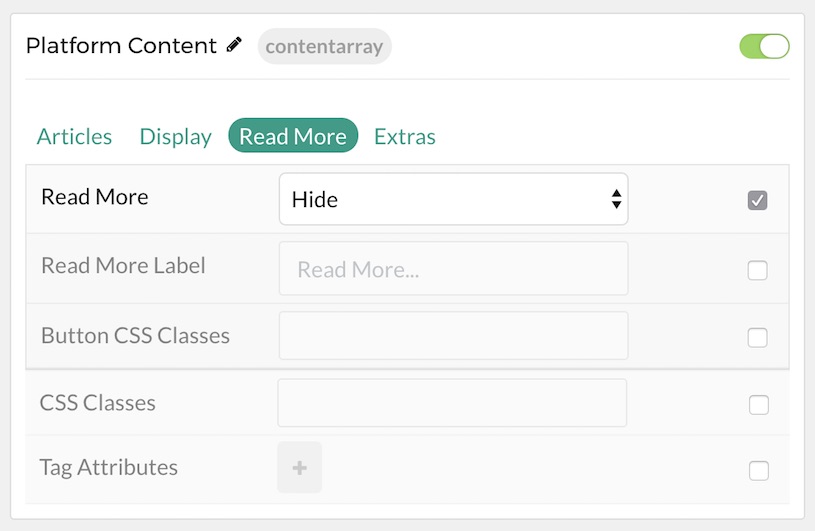 Platform Content contentarray
Articles Display Read More Extras
Read More Hide
Read More Label Read More...
Button CSS Classes
CSS Classes
Tag Attributes +